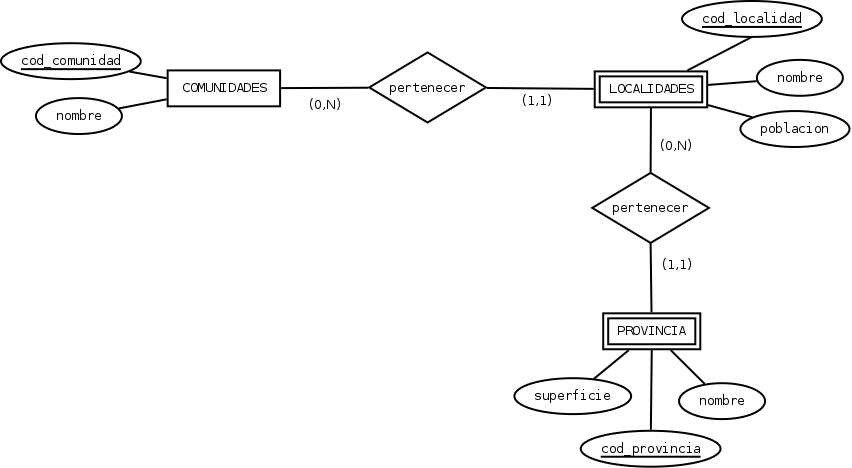 cod_localidad
cod_comunidad
nombre
COMUNIDADES
pertenecer
LOCALIDADES
(0,N)
(1,1)
nombre
poblacion
(0,N)
pertenecer
(1,1)
PROVINCIA
superficie
nombre
cod_provincia